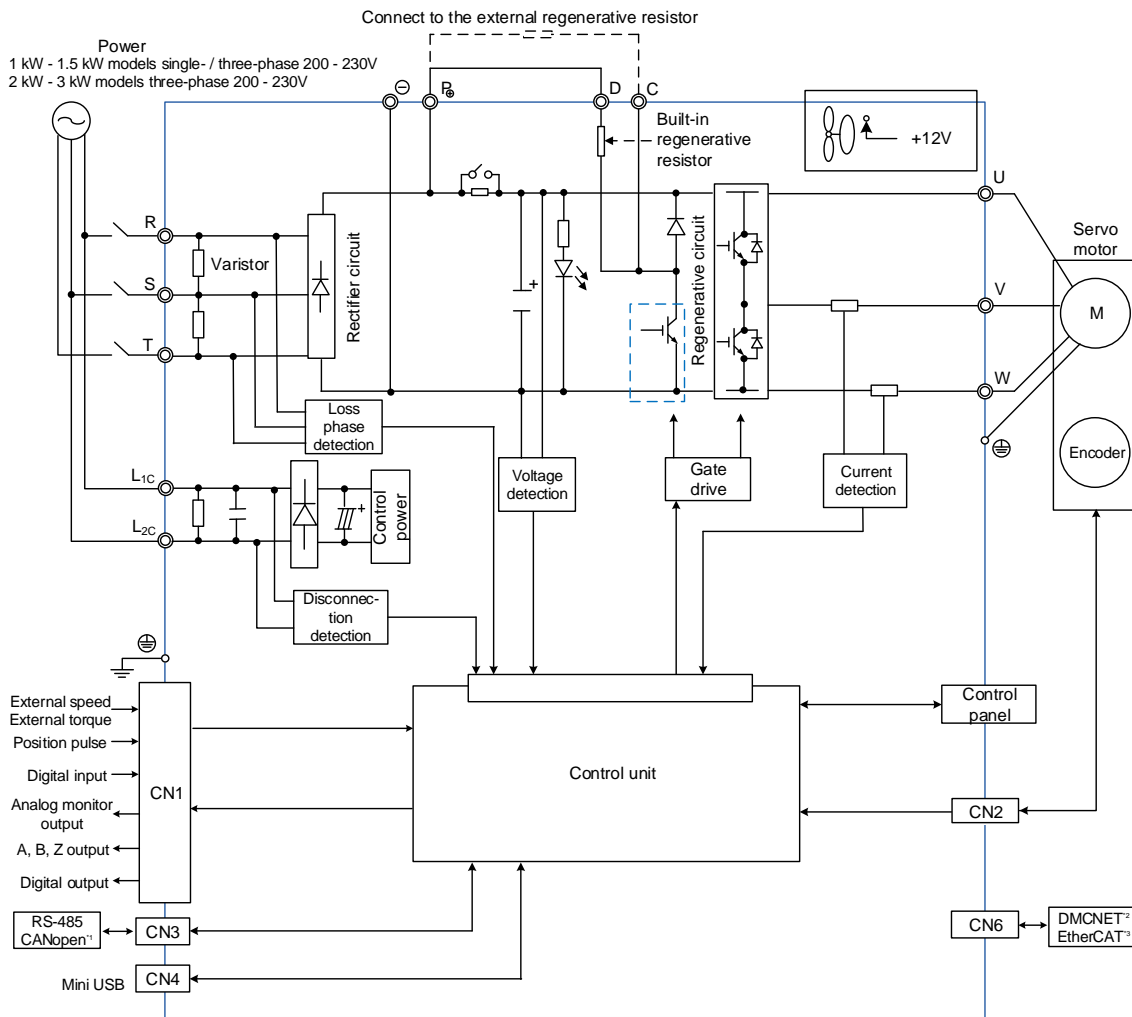 Connect to the external regenerative resistor
Power
1 kW - 1.5 kW models single- / three-phase 200 - 230V
2 kW - 3 kW models three-phase 200 - 230V
⊖
P⊕
D
C
Built-in
regenerative
resistor
+12V
U
R
Varistor
Rectifier circuit
Regenerative circuit
Servo
motor
S
V
M
T
W
Loss
phase
detection
Encoder
L1C
Voltage
detection
Gate
drive
Current
detection
+
+
Control
power
L2C
Disconnec-
tion
detection
External speed
External torque
Position pulse
Digital input
CN1
Analog monitor
output
A, B, Z output
Digital output
Control unit
Control
panel
CN2
RS-485
CANopen*1
CN3
CN6
DMCNET*2
EtherCAT*3
Mini USB
CN4